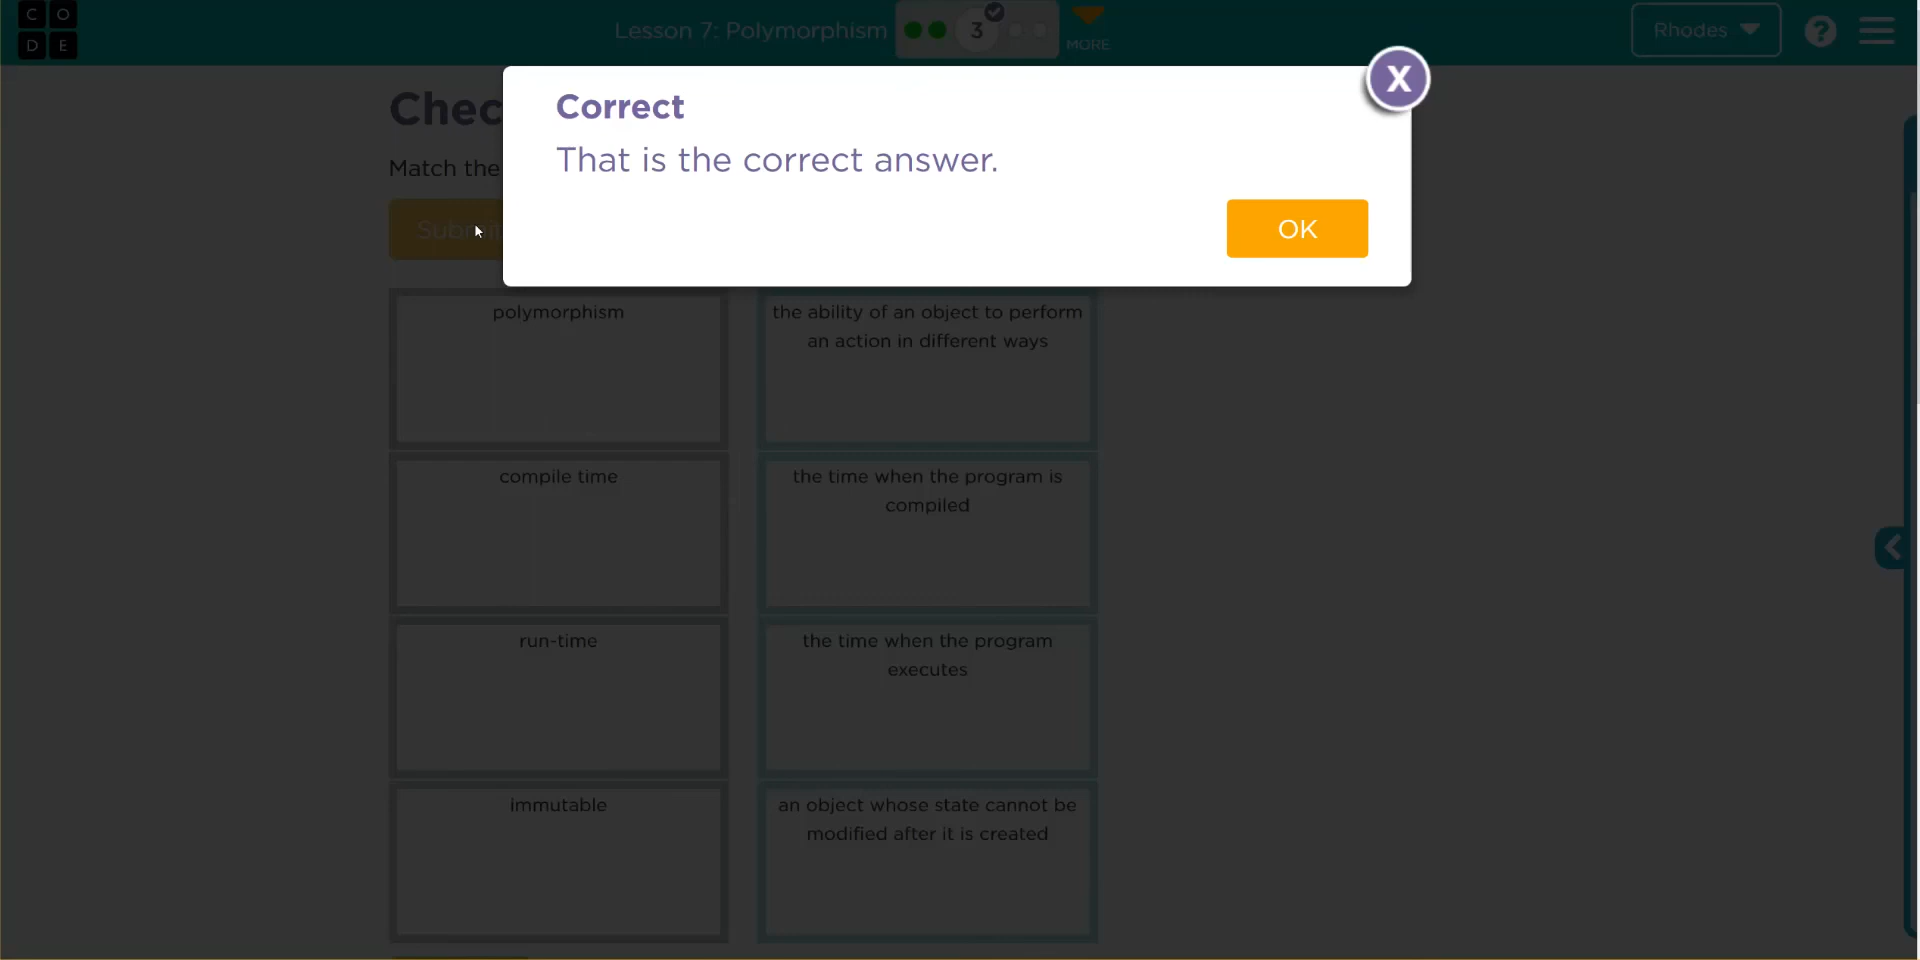 C O
D E
Lesson 7: Polymorphism
3
MORE
Rhodes
?
X
Correct
That is the correct answer.
OK
Chec
Match the
Submit
polymorphism
the ability of an object to perform
an action in different ways
compile time
the time when the program is
compiled
run-time
the time when the program
executes
immutable
an object whose state cannot be
modified after it is created